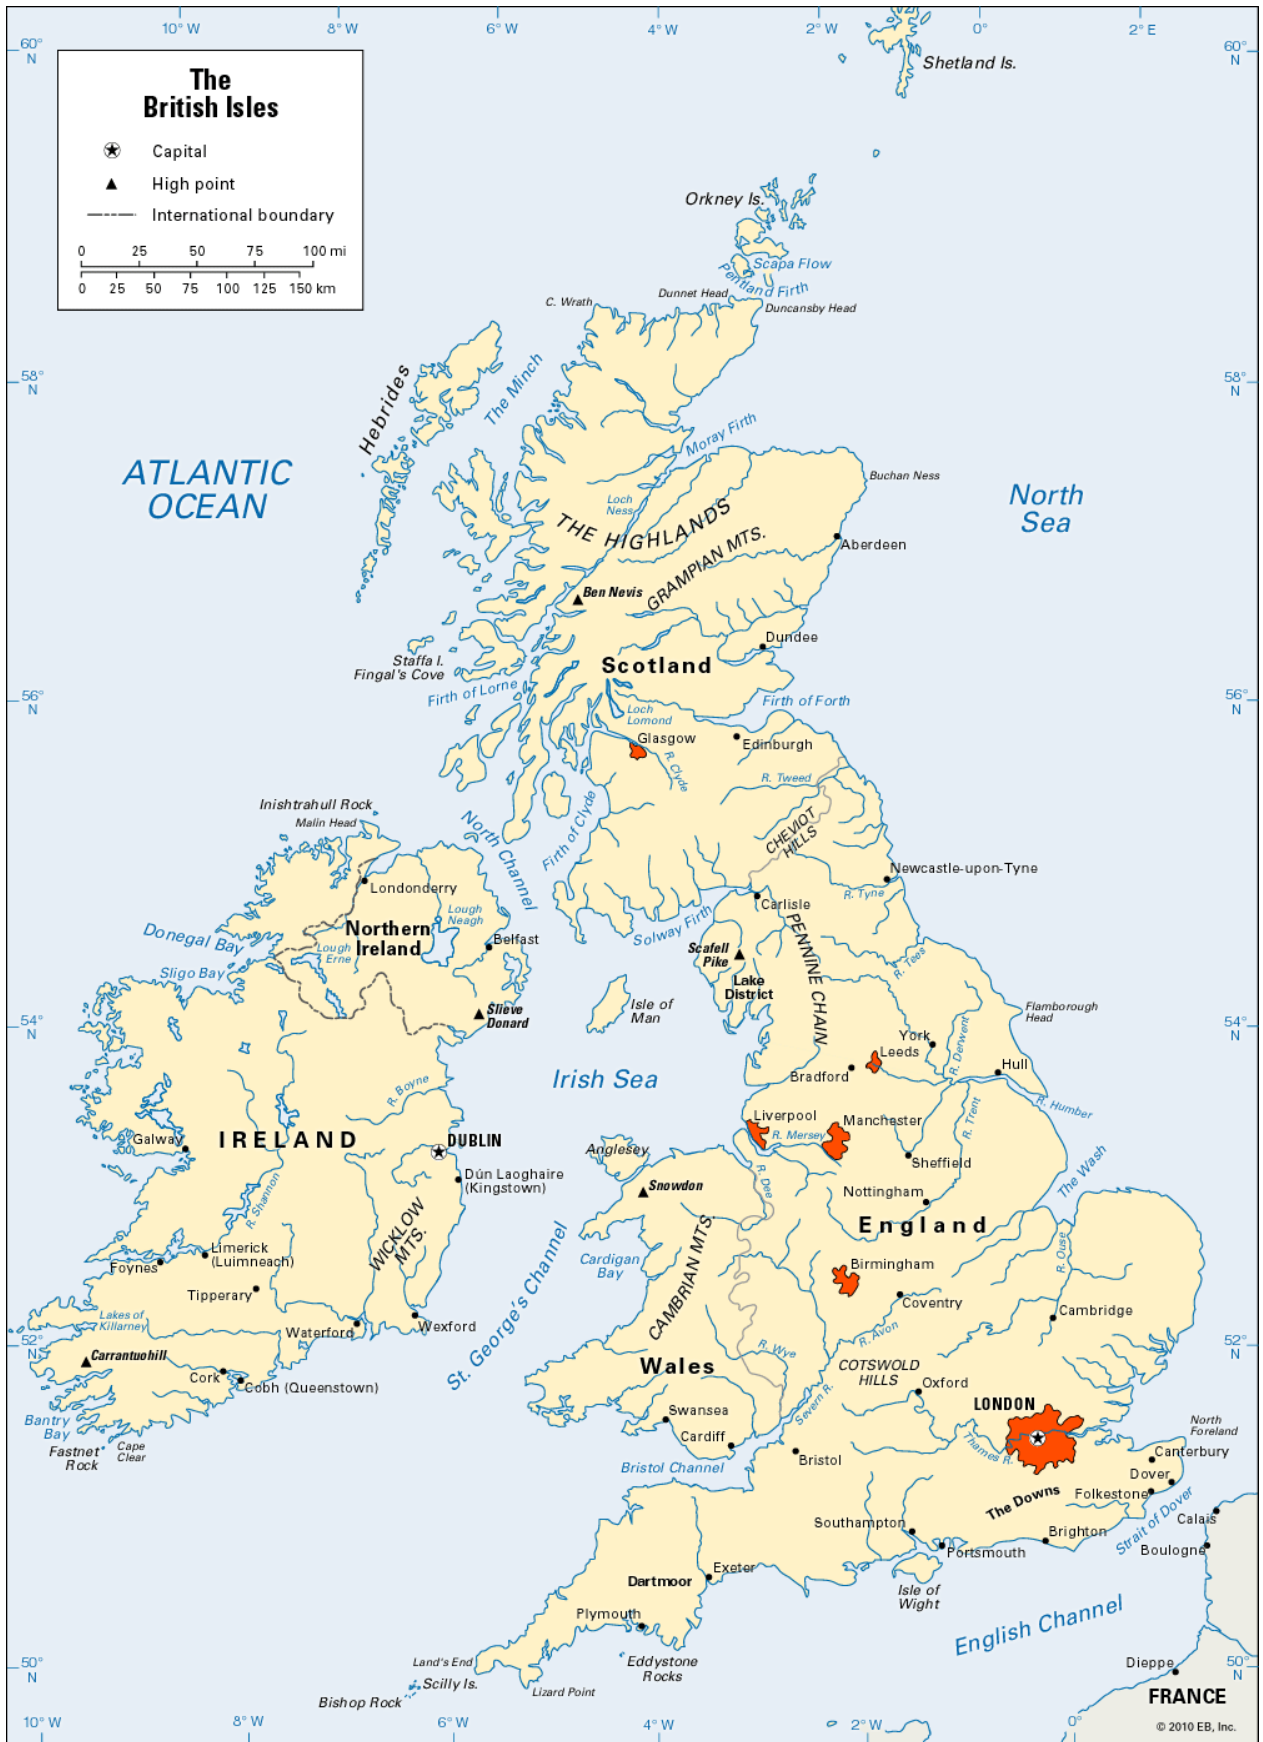 10° W
8° W
6° W
4° W
2° W
0°
2° E
60°
N
60°
N
The
British Isles
Capital
High point
International boundary
0
25
50
75
100 mi
0
25
50
75
100
125
150 km
Shetland Is.
Orkney Is.
Scapa Flow
Pentland Firth
Dunnet Head
C. Wrath
Duncansby Head
58°
N
58°
N
Hebrides
The Minch
Moray Firth
ATLANTIC
OCEAN
Buchan Ness
North
Sea
Loch
Ness
THE HIGHLANDS
GRAMPIAN MTS.
Aberdeen
Ben Nevis
Dundee
Staffa I.
Fingal's Cove
Scotland
Firth of Lorne
56°
N
56°
N
Firth of Forth
Loch
Lomond
Glasgow
Edinburgh
R. Clyde
R. Tweed
Inishtrahull Rock
Malin Head
North Channel
Firth of Clyde
CHEVIOT
HILLS
Newcastle-upon-Tyne
Londonderry
R. Tyne
Carlisle
Lough
Neagh
Northern
Ireland
Solway Firth
PENNINE CHAIN
Donegal Bay
Belfast
Lough
Erne
Scafell
Pike
R. Tees
Sligo Bay
Lake
District
Isle of
Man
Slieve
Donard
Flamborough
Head
54°
N
54°
N
York
R. Derwent
Leeds
Hull
Bradford
Irish Sea
R. Boyne
R. Humber
Liverpool
Manchester
R. Trent
R. Mersey
Galway
IRELAND
DUBLIN
Anglesey
Sheffield
The Wash
Dún Laoghaire
(Kingstown)
Snowdon
R. Dee
Nottingham
R. Shannon
England
WICKLOW
MTS.
Limerick
(Luimneach)
Foynes
Cardigan
Bay
CAMBRIAN MTS.
R. Ouse
Birmingham
Tipperary
Coventry
Cambridge
Lakes of
Killarney
Waterford
Wexford
St. George's Channel
R. Avon
52°
N
52°
N
Carrantuohill
R. Wye
Wales
COTSWOLD
HILLS
Cork
Cobh (Queenstown)
Oxford
Severn R.
LONDON
Swansea
Bantry
Bay
Cardiff
North
Foreland
Fastnet
Rock
Cape
Clear
Thames R.
Canterbury
Bristol
Bristol Channel
Dover
Folkestone
The Downs
Strait of Dover
Calais
Southampton
Brighton
Portsmouth
Boulogne
Exeter
Dartmoor
Isle of
Wight
Plymouth
English Channel
Land's End
Eddystone
Rocks
Dieppe
50°
N
50°
N
Scilly Is.
Lizard Point
Bishop Rock
FRANCE
© 2010 EB, Inc.
10° W
8° W
6° W
4° W
2° W
0°